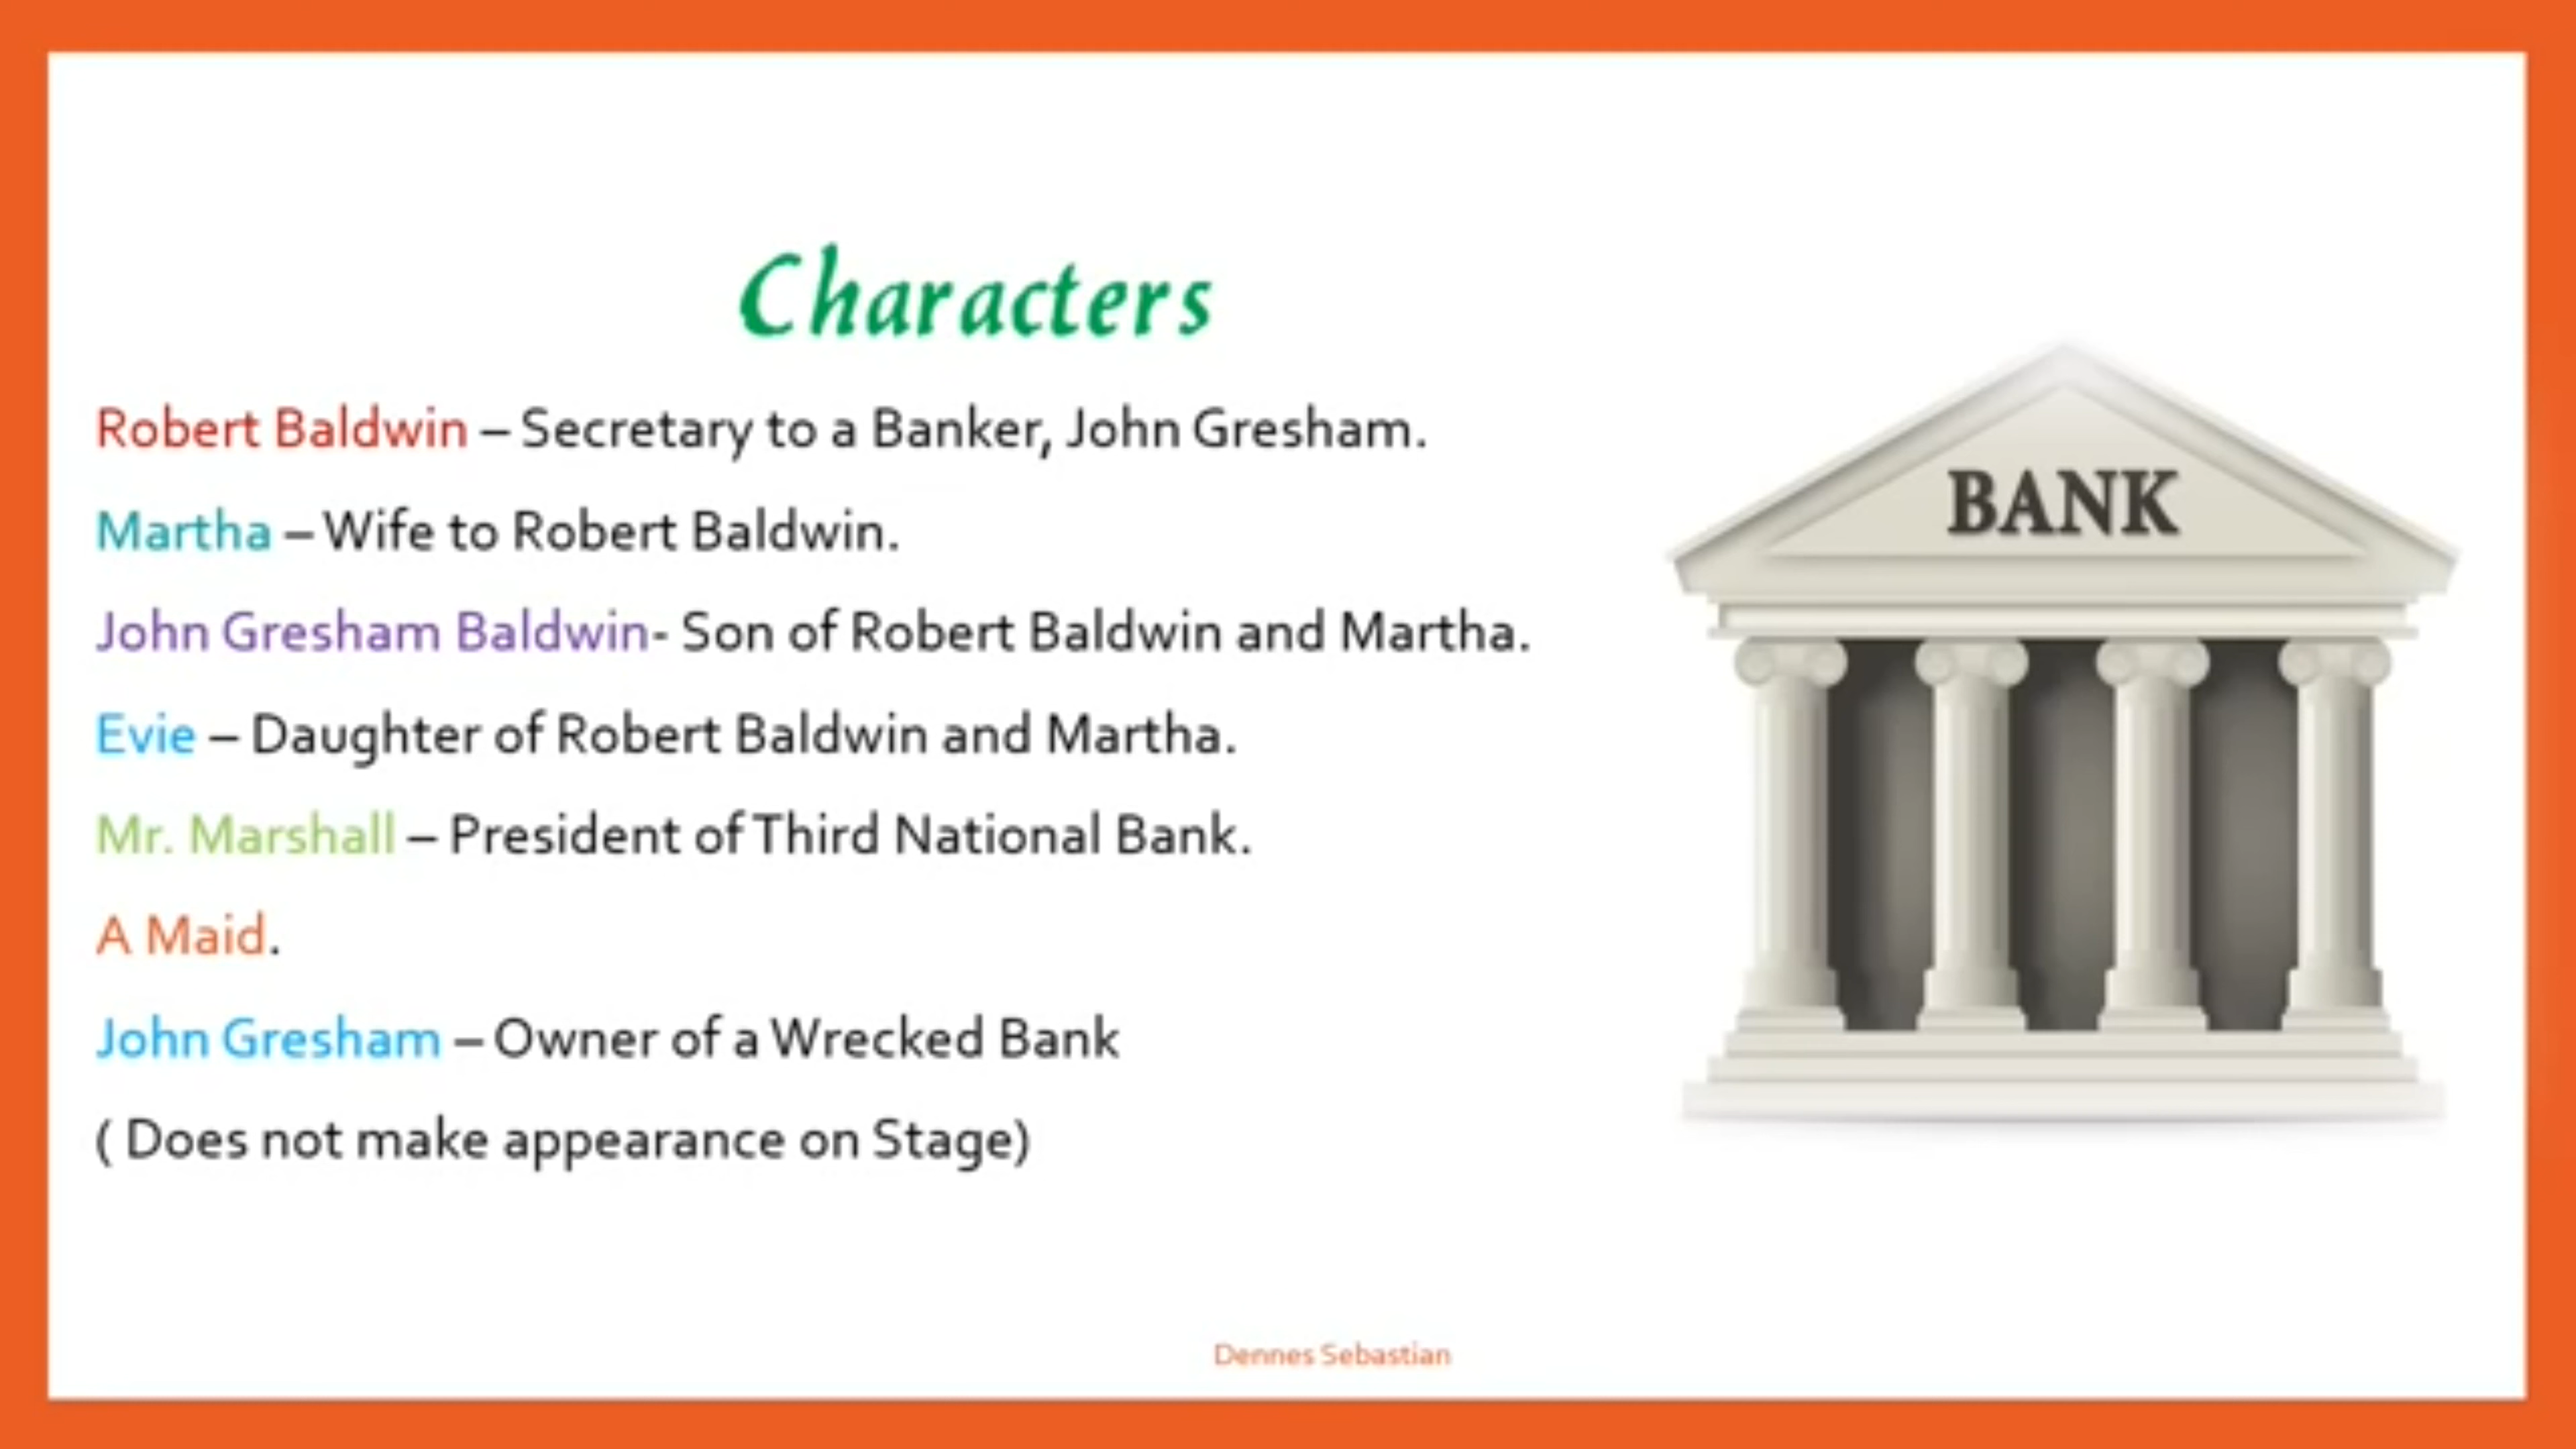 Characters
Robert Baldwin – Secretary to a Banker, John Gresham.
Martha – Wife to Robert Baldwin.
John Gresham Baldwin- Son of Robert Baldwin and Martha.
Evie – Daughter of Robert Baldwin and Martha.
Mr. Marshall – President of Third National Bank.
A Maid.
John Gresham – Owner of a Wrecked Bank
( Does not make appearance on Stage)
BANK
Dennes Sebastian